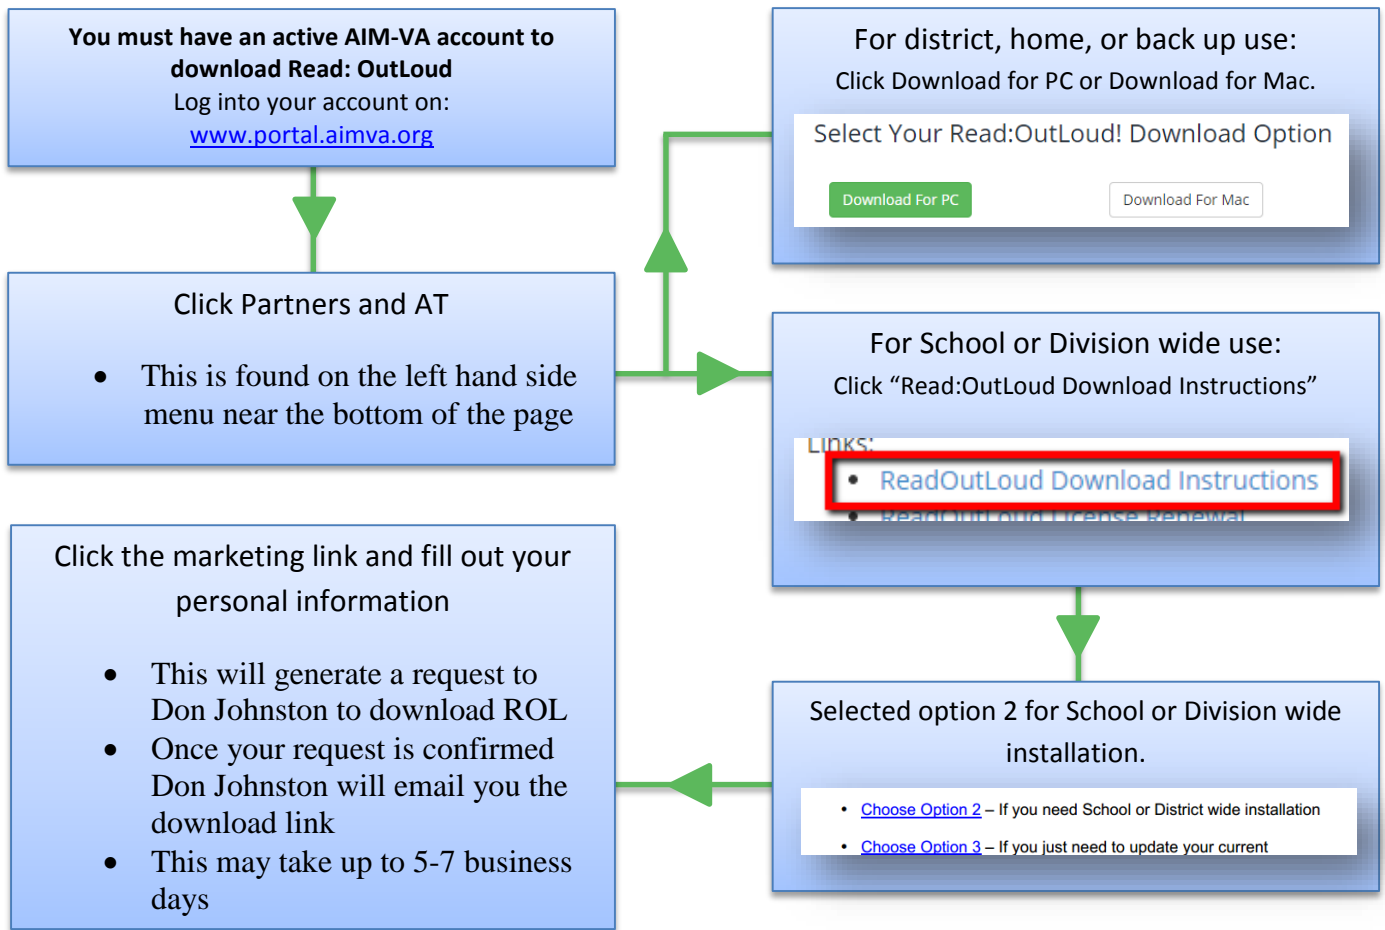 You must have an active AIM-VA account to
download Read: OutLoud
Log into your account on:
www.portal.aimva.org
Click Partners and AT
• This is found on the left hand side
menu near the bottom of the page
For district, home, or back up use:
Click Download for PC or Download for Mac.
Select Your Read:OutLoud! Download Option
Download For PC
Download For Mac
For School or Division wide use:
Click “Read:OutLoud Download Instructions”
Links:
• ReadOutLoud Download Instructions
• ReadOutLoud License Renewal
Selected option 2 for School or Division wide
installation.
• Choose Option 2 – If you need School or District wide installation
• Choose Option 3 – If you just need to update your current
Click the marketing link and fill out your
personal information
• This will generate a request to
Don Johnston to download ROL
• Once your request is confirmed
Don Johnston will email you the
download link
• This may take up to 5-7 business
days